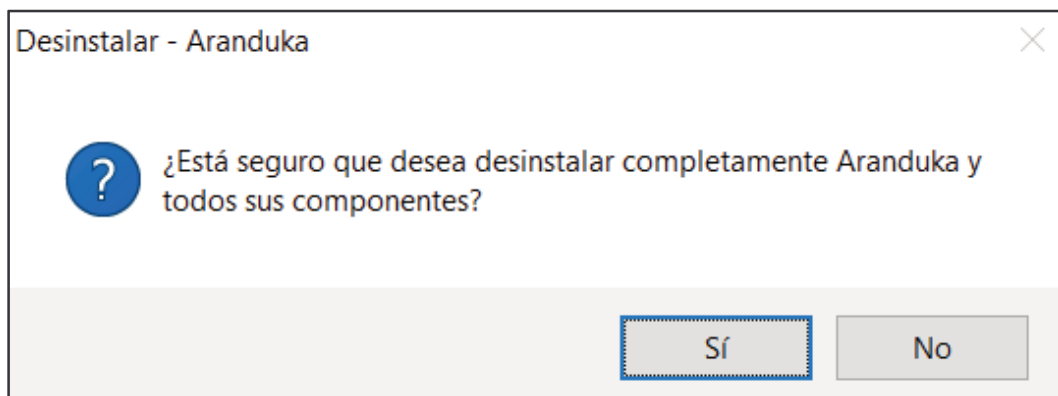 Desinstalar - Aranduka
¿Está seguro que desea desinstalar completamente Aranduka y
todos sus componentes?
Sí
No